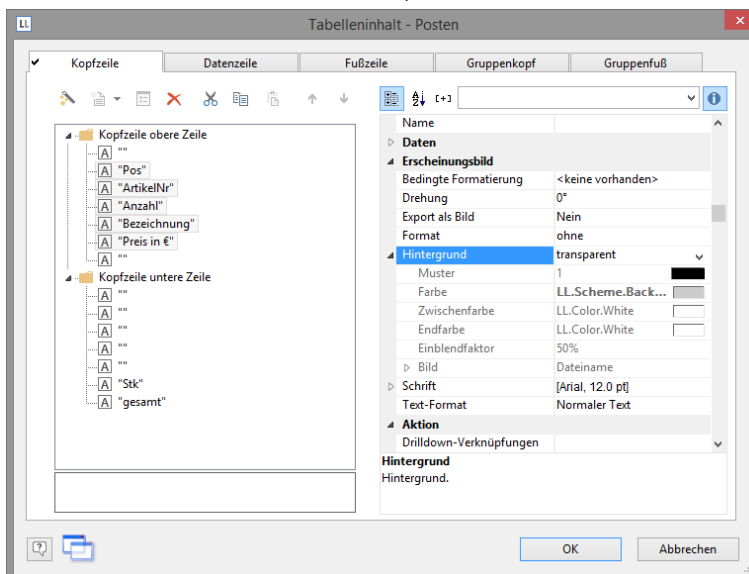 LL Tabelleninhalt - Posten
Kopfzeile Datenzeile Fußzeile Gruppenkopf Gruppenfuß
Kopfzeile obere Zeile
A ""
A "Pos"
A "ArtikelNr"
A "Anzahl"
A "Bezeichnung"
A "Preis in €"
A ""
Kopfzeile untere Zeile
A ""
A ""
A ""
A ""
A "Stk"
A "gesamt"
[+]
Name
Daten
Erscheinungsbild
Bedingte Formatierung <keine vorhanden>
Drehung 0°
Export als Bild Nein
Format ohne
Hintergrund transparent
Muster 1
Farbe LL.Scheme.Back...
Zwischenfarbe LL.Color.White
Endfarbe LL.Color.White
Einblendfaktor 50%
Bild Dateiname
Schrift [Arial, 12.0 pt]
Text-Format Normaler Text
Aktion
Drilldown-Verknüpfungen
Hintergrund
Hintergrund.
OK Abbrechen